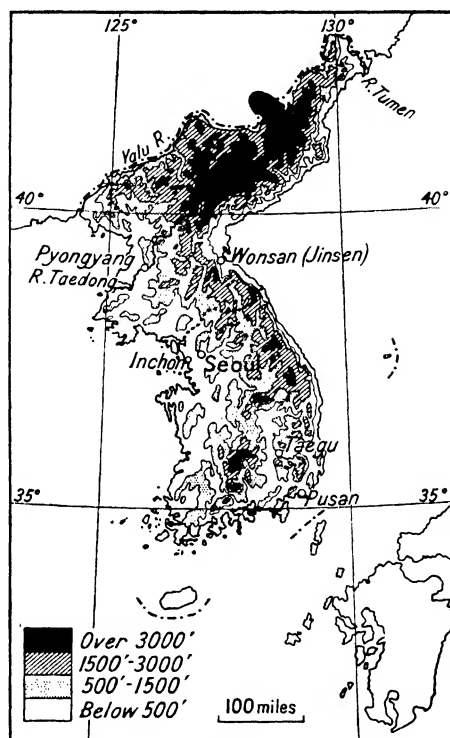 125° 130°
R. Tumen
Yalu R.
40° 40°
Pyongyang
Wonsan (Jinsen)
R. Taedong
Inchon
Seoul
Taegu
35° 35°
Pusan
Over 3000'
1500'-3000'
500'-1500'
Below 500'
100 miles